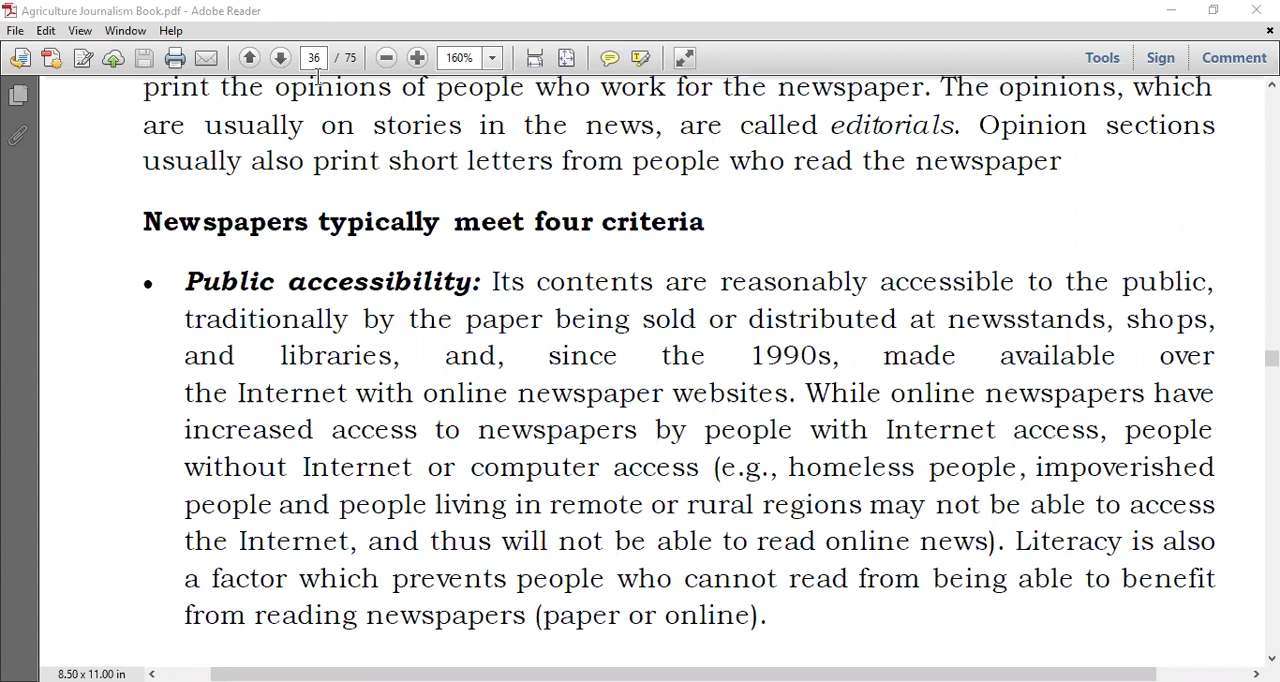 Agriculture Journalism Book.pdf - Adobe Reader
File Edit View Window Help
36 / 75 160% Tools Sign Comment
print the opinions of people who work for the newspaper. The opinions, which
are usually on stories in the news, are called editorials. Opinion sections
usually also print short letters from people who read the newspaper
Newspapers typically meet four criteria
• Public accessibility: Its contents are reasonably accessible to the public,
traditionally by the paper being sold or distributed at newsstands, shops,
and libraries, and, since the 1990s, made available over
the Internet with online newspaper websites. While online newspapers have
increased access to newspapers by people with Internet access, people
without Internet or computer access (e.g., homeless people, impoverished
people and people living in remote or rural regions may not be able to access
the Internet, and thus will not be able to read online news). Literacy is also
a factor which prevents people who cannot read from being able to benefit
from reading newspapers (paper or online).
8.50 x 11.00 in